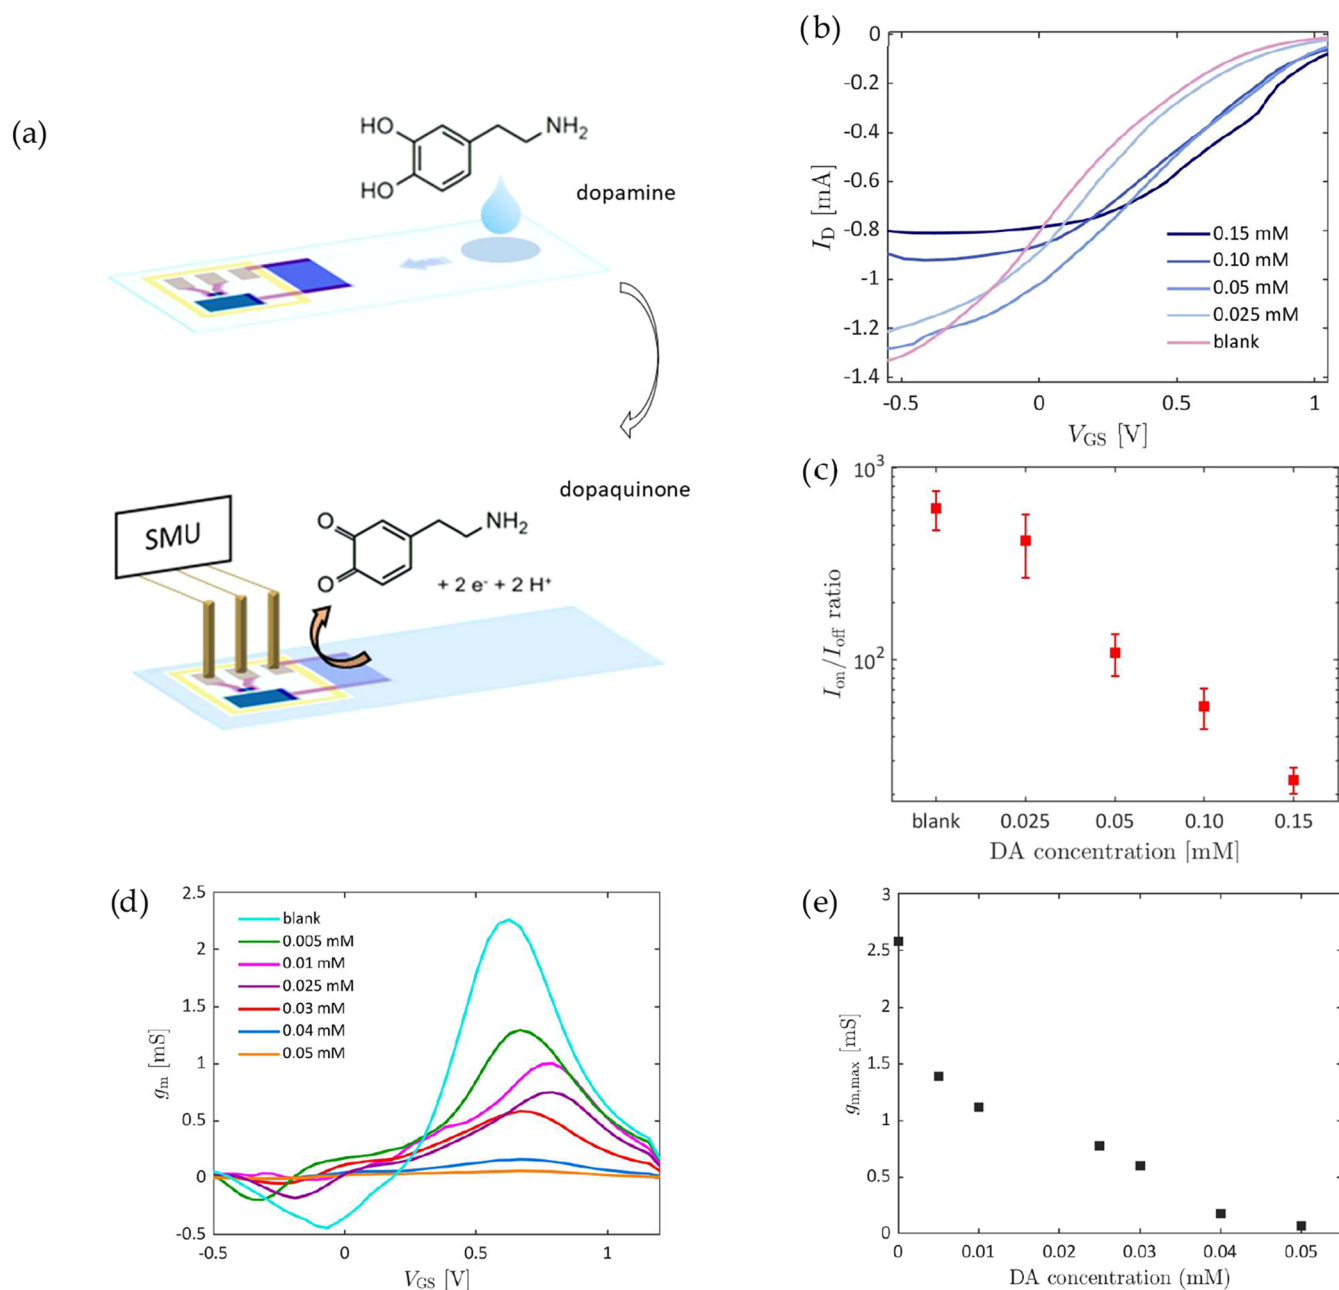 (a)
HO
HO
NH2
dopamine
dopaquinone
SMU
O
O
NH2
+ 2 e- + 2 H+
(b)
0
-0.2
-0.4
-0.6
-0.8
-1
-1.2
-1.4
ID [mA]
0.15 mM
0.10 mM
0.05 mM
0.025 mM
blank
-0.5 0 0.5 1
VGS [V]
(c)
10^3
10^2
Ion/Ioff ratio
blank 0.025 0.05 0.10 0.15
DA concentration [mM]
(d)
2.5
2
1.5
1
0.5
0
-0.5
gm [mS]
blank
0.005 mM
0.01 mM
0.025 mM
0.03 mM
0.04 mM
0.05 mM
-0.5 0 0.5 1
VGS [V]
(e)
3
2.5
2
1.5
1
0.5
0
gm,max [mS]
0 0.01 0.02 0.03 0.04 0.05
DA concentration (mM)